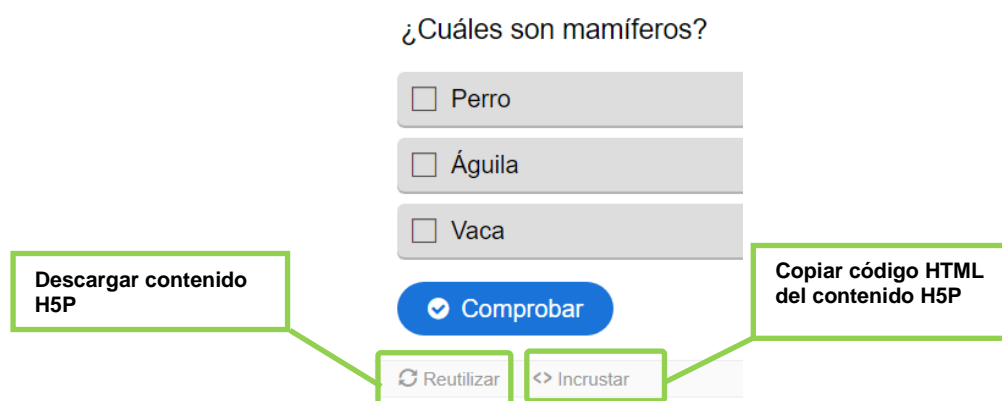 ¿Cuáles son mamíferos?
Perro
Águila
Vaca
Descargar contenido
H5P
Copiar código HTML
del contenido H5P
Comprobar
Reutilizar
<> Incrustar